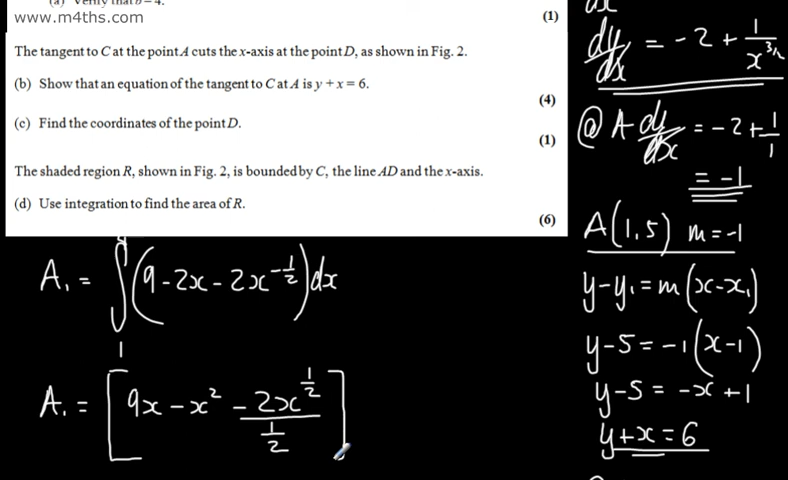 (a) Verify that b = 4.
www.m4ths.com
(1)
The tangent to C at the point A cuts the x-axis at the point D, as shown in Fig. 2.
(b) Show that an equation of the tangent to C at A is y + x = 6.
(4)
(c) Find the coordinates of the point D.
(1)
The shaded region R, shown in Fig. 2, is bounded by C, the line AD and the x-axis.
(d) Use integration to find the area of R.
(6)
A₁ = ∫₁⁴ (9 - 2x - 2x^(-1/2)) dx
A₁ = [9x - x² - 2x^(1/2) / (1/2)]
dx
dy/dx = -2 + 1/x^(3/2)
@ A dy/dx = -2 + 1/1
= -1
A(1,5) m = -1
y - y₁ = m(x - x₁)
y - 5 = -1(x - 1)
y - 5 = -x + 1
y + x = 6